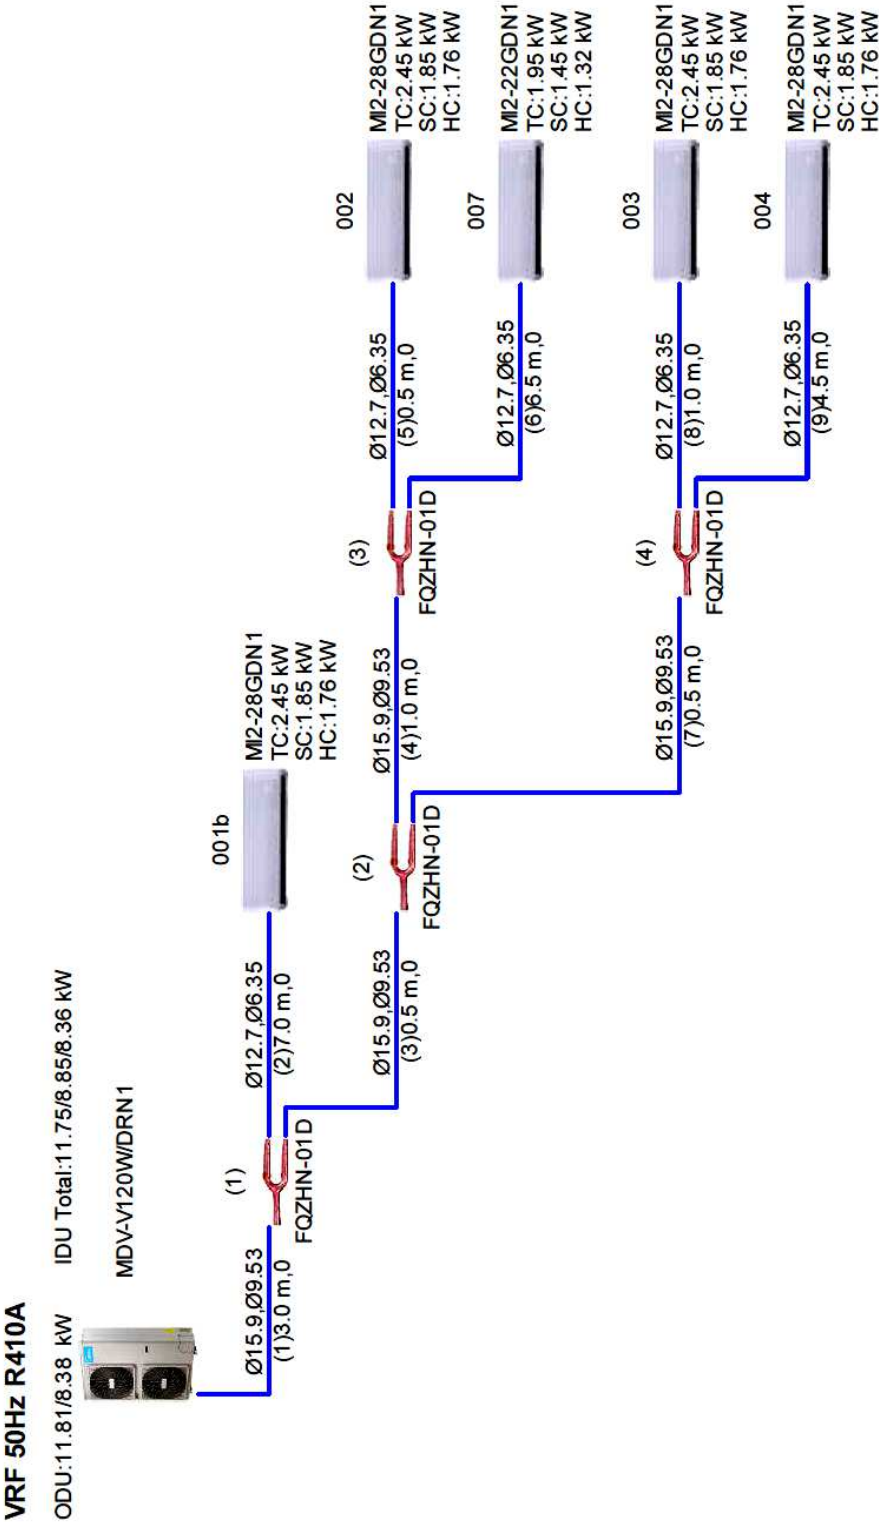 VRF 50Hz R410A
ODU:11.81/8.38 kW
IDU Total:11.75/8.85/8.36 kW
MDV-V120W/DRN1
Ø15.9,Ø9.53
(1)3.0 m,0
(1)
FQZHN-01D
Ø12.7,Ø6.35
(2)7.0 m,0
001b
MI2-28GDN1
TC:2.45 kW
SC:1.85 kW
HC:1.76 kW
Ø15.9,Ø9.53
(3)0.5 m,0
(2)
FQZHN-01D
Ø15.9,Ø9.53
(4)1.0 m,0
(3)
FQZHN-01D
Ø12.7,Ø6.35
(5)0.5 m,0
002
MI2-28GDN1
TC:2.45 kW
SC:1.85 kW
HC:1.76 kW
Ø12.7,Ø6.35
(6)6.5 m,0
007
MI2-22GDN1
TC:1.95 kW
SC:1.45 kW
HC:1.32 kW
Ø15.9,Ø9.53
(7)0.5 m,0
(4)
FQZHN-01D
Ø12.7,Ø6.35
(8)1.0 m,0
003
MI2-28GDN1
TC:2.45 kW
SC:1.85 kW
HC:1.76 kW
Ø12.7,Ø6.35
(9)4.5 m,0
004
MI2-28GDN1
TC:2.45 kW
SC:1.85 kW
HC:1.76 kW